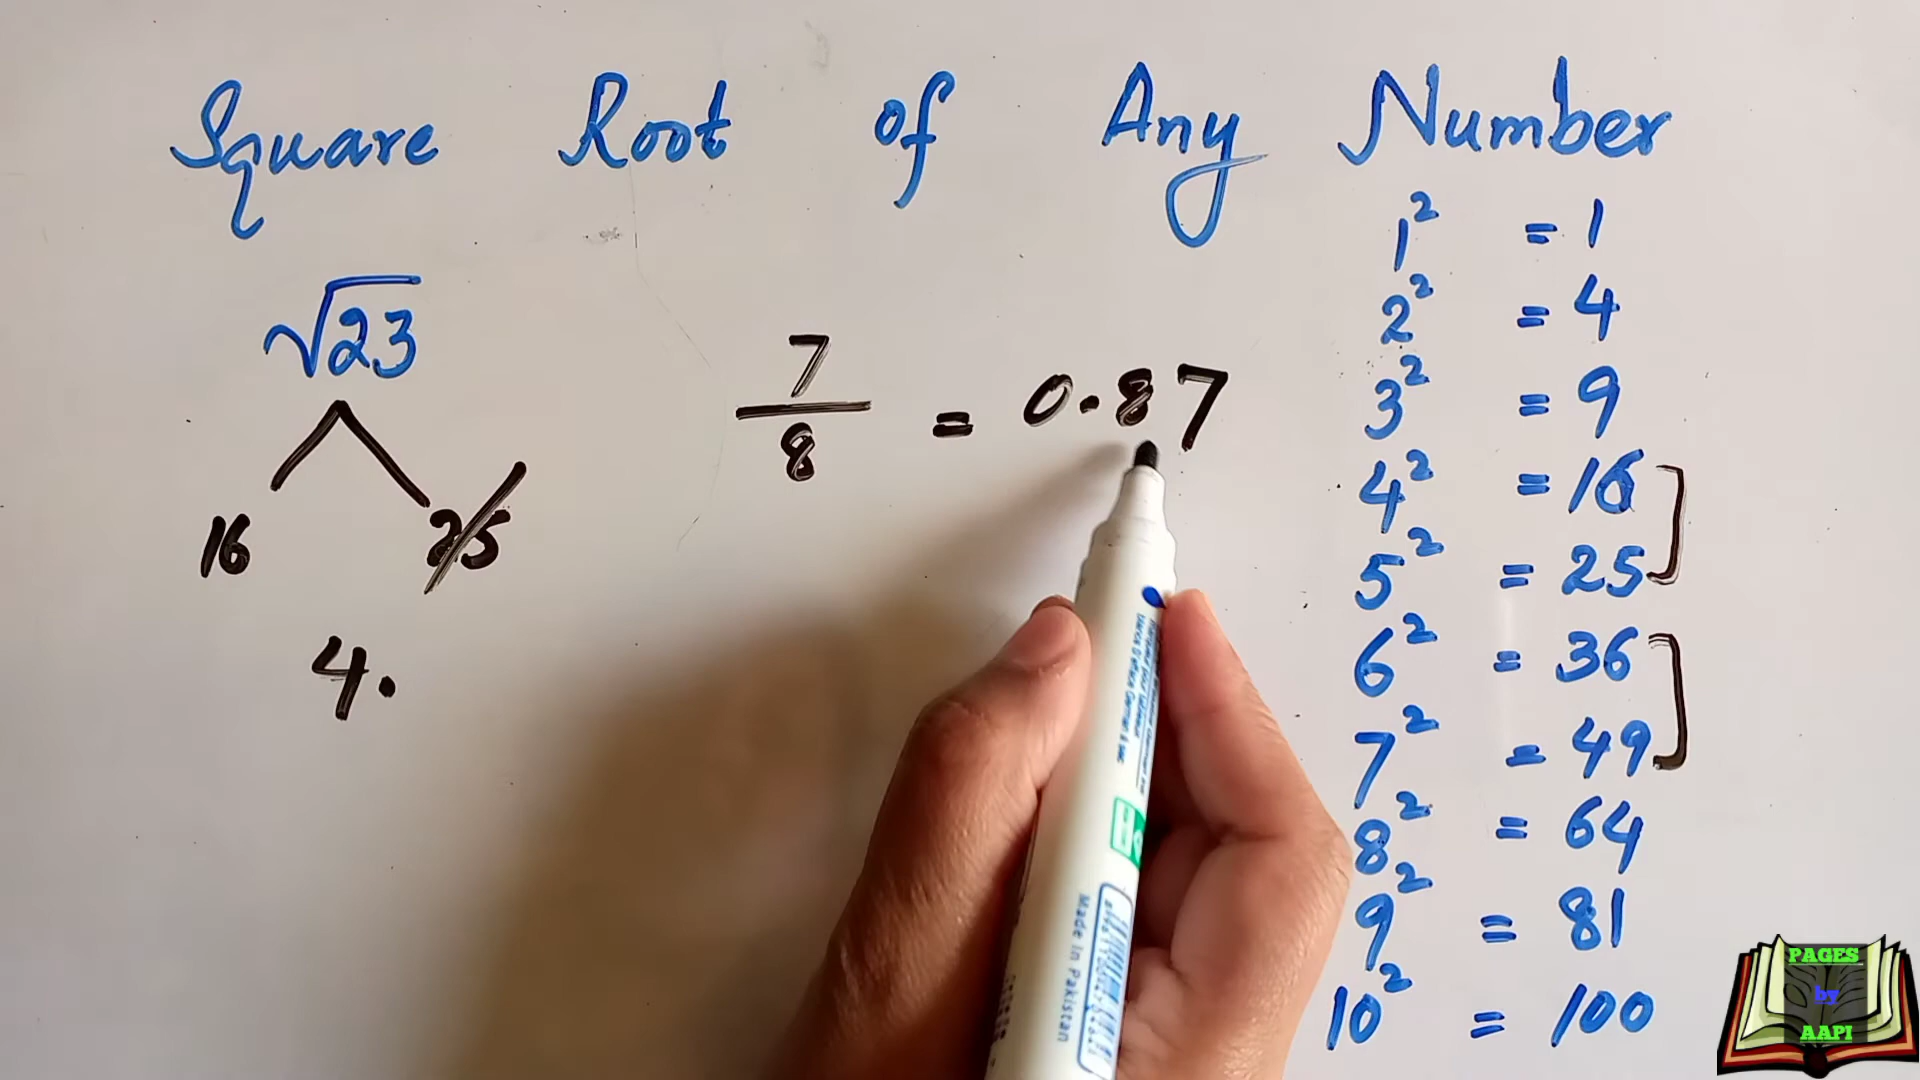 Square Root of Any Number
√23
16 25
4.
7/8 = 0.87
1² = 1
2² = 4
3² = 9
4² = 16
5² = 25
6² = 36
7² = 49
8² = 64
9² = 81
10² = 100
Made in Pakistan
PAGES
by
AAPI